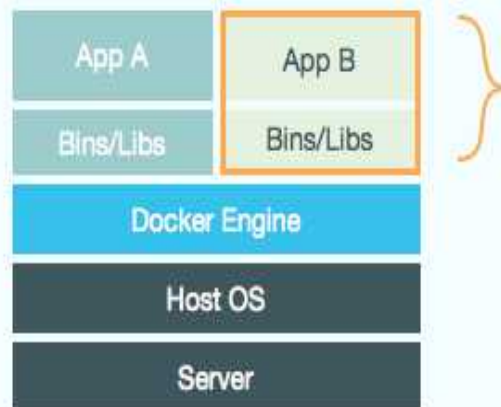 App A App B
Bins/Libs Bins/Libs
Docker Engine
Host OS
Server